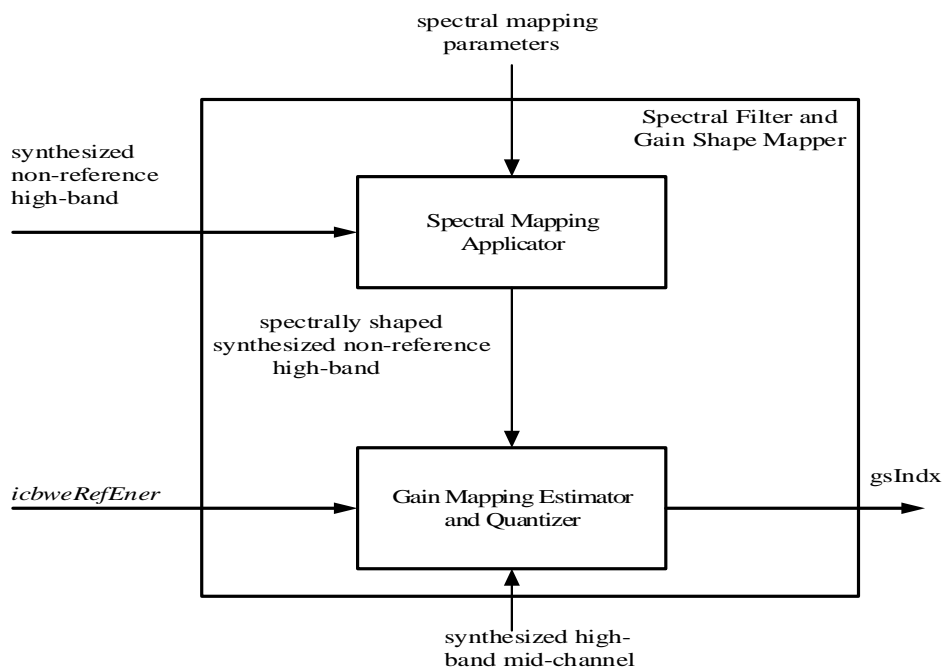 spectral mapping
parameters
Spectral Filter and
Gain Shape Mapper
synthesized
non-reference
high-band
Spectral Mapping
Applicator
spectrally shaped
synthesized non-reference
high-band
icbweRefEner
Gain Mapping Estimator
and Quantizer
gsIndx
synthesized high-
band mid-channel